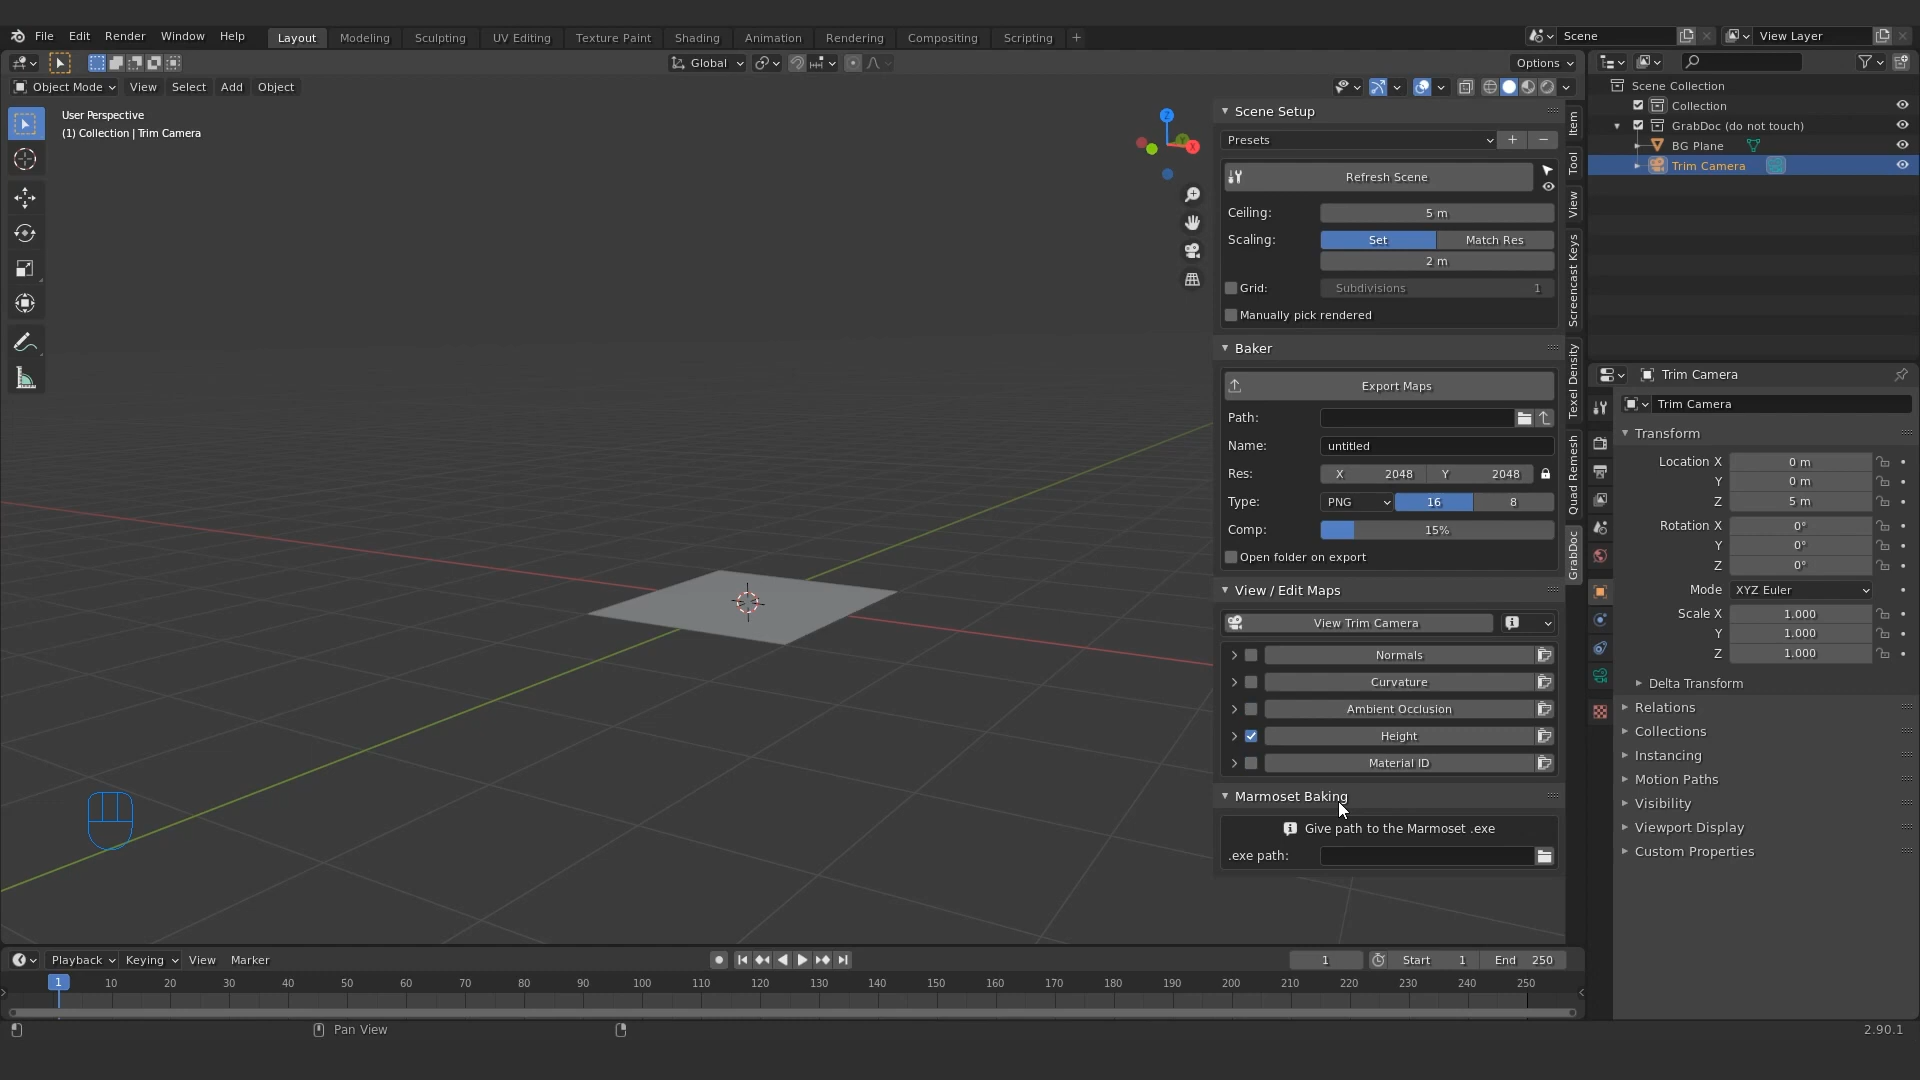 File Edit Render Window Help Layout Modeling Sculpting UV Editing Texture Paint Shading Animation Rendering Compositing Scripting + Scene View Layer
Global Options
Object Mode View Select Add Object
User Perspective
(1) Collection | Trim Camera
Z
Y
X
Scene Setup
Presets
Refresh Scene
Ceiling: 5 m
Scaling: Set Match Res
2 m
Grid: Subdivisions 1
Manually pick rendered
Baker
Export Maps
Path:
Name: untitled
Res: X 2048 Y 2048
Type: PNG 16 8
Comp: 15%
Open folder on export
View / Edit Maps
View Trim Camera
Normals
Curvature
Ambient Occlusion
Height
Material ID
Marmoset Baking
Give path to the Marmoset .exe
.exe path:
Item
Tool
View
Screencast Keys
Texel Density
Quad Remesh
GrabDoc
Scene Collection
Collection
GrabDoc (do not touch)
BG Plane
Trim Camera
Trim Camera
Trim Camera
Transform
Location X 0 m
Y 0 m
Z 5 m
Rotation X 0°
Y 0°
Z 0°
Mode XYZ Euler
Scale X 1.000
Y 1.000
Z 1.000
Delta Transform
Relations
Collections
Instancing
Motion Paths
Visibility
Viewport Display
Custom Properties
Playback Keying View Marker 1 Start 1 End 250
1 10 20 30 40 50 60 70 80 90 100 110 120 130 140 150 160 170 180 190 200 210 220 230 240 250
Pan View 2.90.1